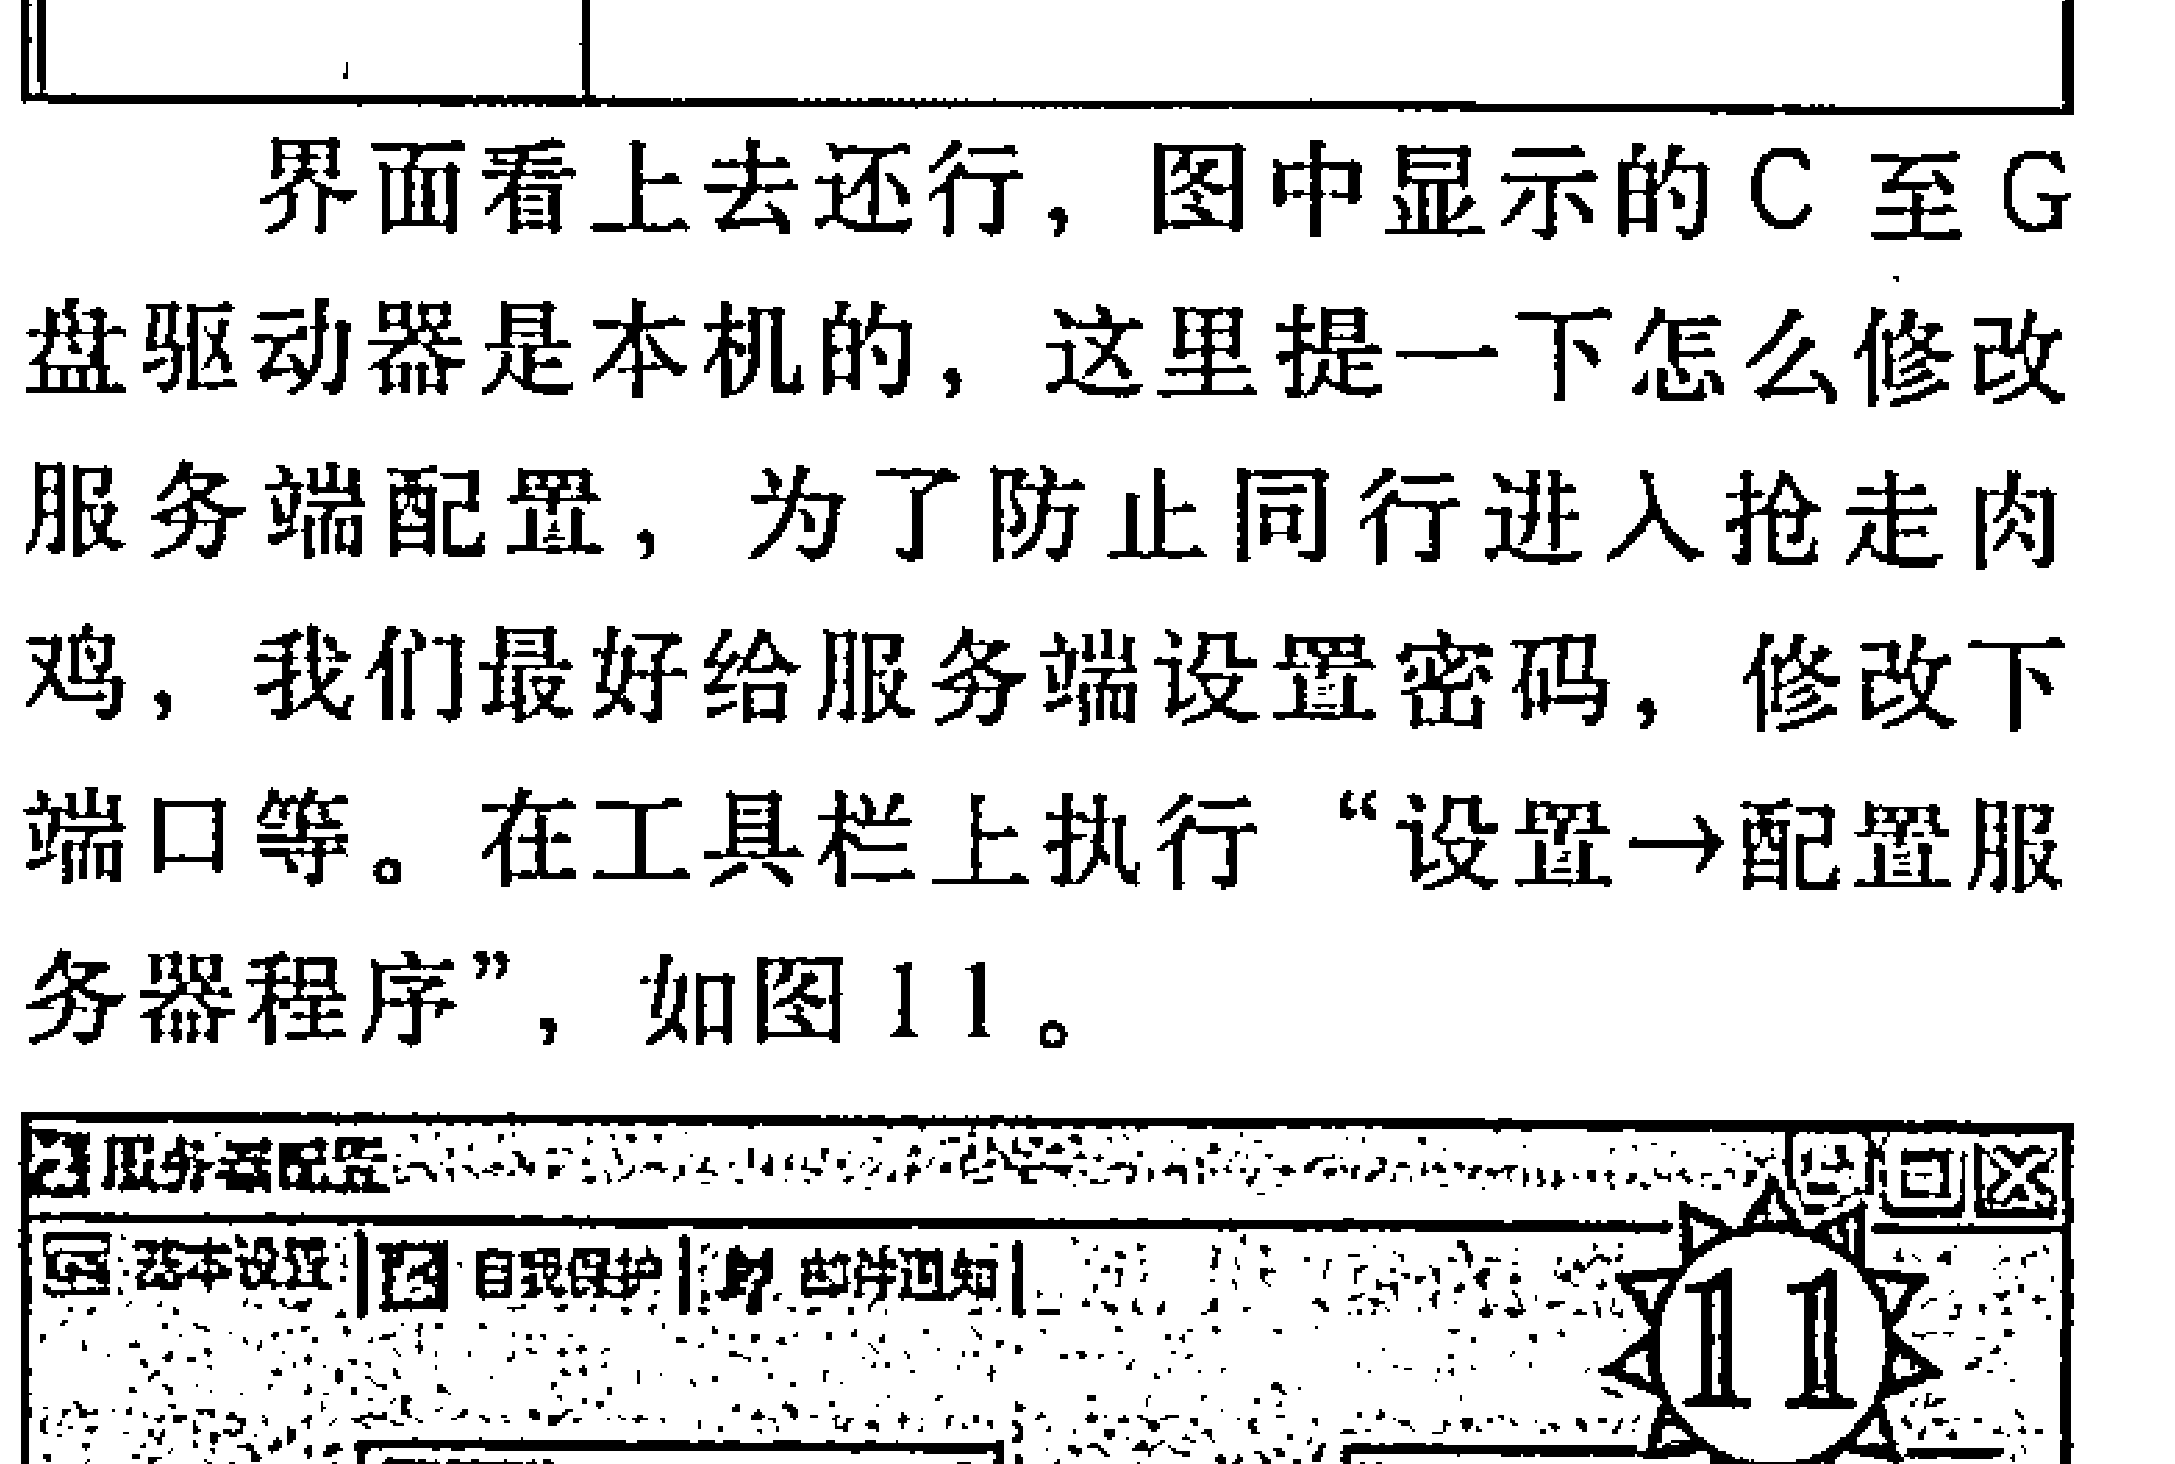 界面看上去还行，图中显示的C 至G
盘驱动器是本机的，这里提一下怎么修改
服务端配置，为了防止同行进入抢走肉
鸡，我们最好给服务端设置密码，修改下
端口等。在工具栏上执行“设置→配置服
务器程序”，如图11。
服务器配置
基本设置 自我保护 邮件通知
11